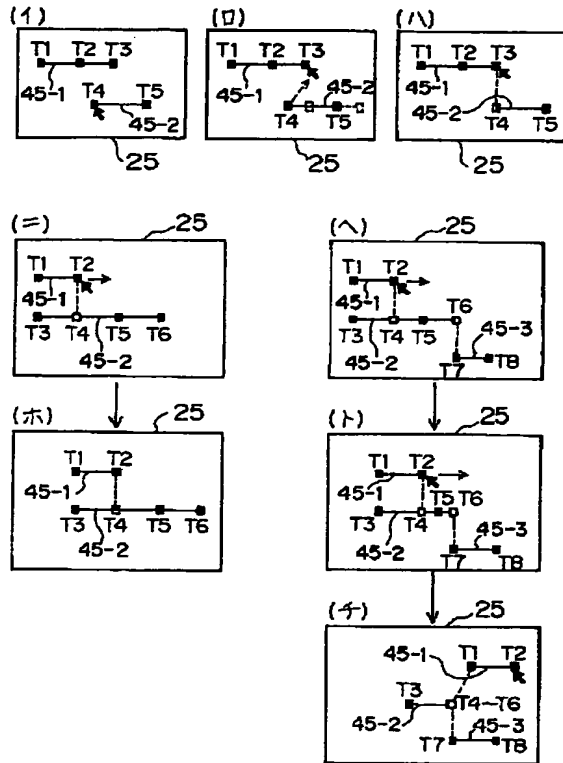 (イ)
T1 T2 T3
45-1
T4 T5
45-2
25
(ロ)
T1 T2 T3
45-1 45-2
T4 T5
25
(ハ)
T1 T2 T3
45-1
45-2
T4 T5
25
(ニ)
25
T1 T2
45-1
T3 T4 T5 T6
45-2
(ホ)
25
T1 T2
45-1
T3 T4 T5 T6
45-2
(ヘ)
25
T1 T2
45-1
T6
T3 T4 T5
45-3
45-2
T7 T8
(ト)
25
T1 T2
45-1
T5 T6
T3 T4
45-3
45-2
T7 T8
(チ)
25
45-1
T1 T2
T3
T4~T6
45-2
45-3
T7 T8